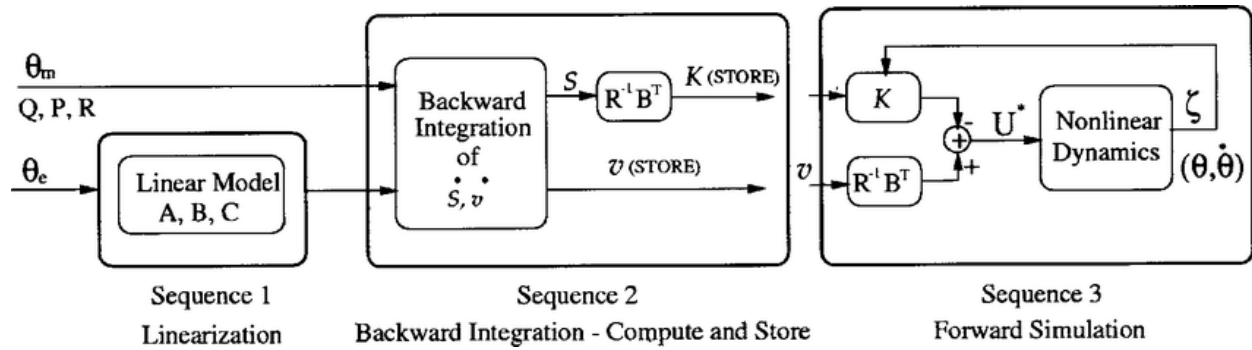 θm
Q, P, R
θe
Linear Model
A, B, C
Sequence 1
Linearization
Backward
Integration
of
Ṡ, v̇
S
R⁻¹Bᵀ
K (STORE)
v (STORE)
Sequence 2
Backward Integration - Compute and Store
K
v
R⁻¹Bᵀ
-
+
+
U*
Nonlinear
Dynamics
ζ
(θ,θ̇)
Sequence 3
Forward Simulation